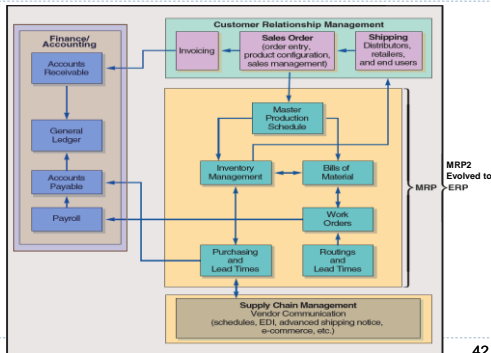 Customer Relationship Management
Finance/
Accounting
Accounts
Receivable
General
Ledger
Accounts
Payable
Payroll
Invoicing
Sales Order
(order entry,
product configuration,
sales management)
Shipping
Distributors,
retailers,
and end users
Master
Production
Schedule
Inventory
Management
Bills of
Material
Work
Orders
Purchasing
and
Lead Times
Routings
and
Lead Times
MRP
MRP2
Evolved to
ERP
Supply Chain Management
Vendor Communication
(schedules, EDI, advanced shipping notice,
e-commerce, etc.)
42